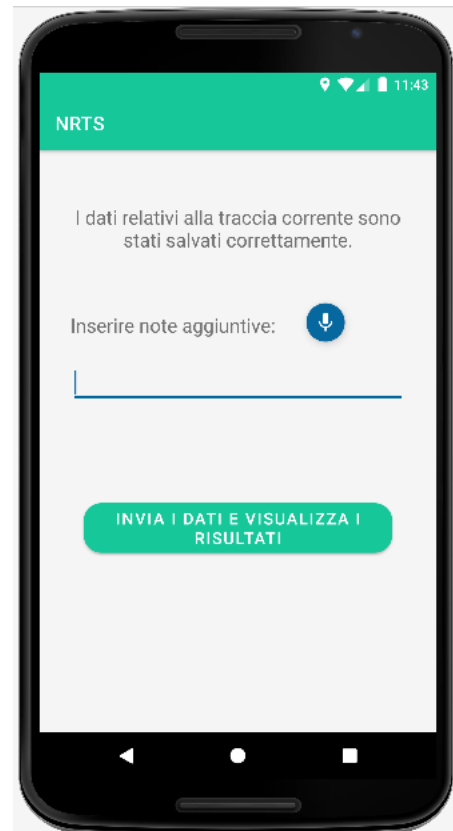 11:43
NRTS
I dati relativi alla traccia corrente sono
stati salvati correttamente.
Inserire note aggiuntive:
INVIA I DATI E VISUALIZZA I
RISULTATI